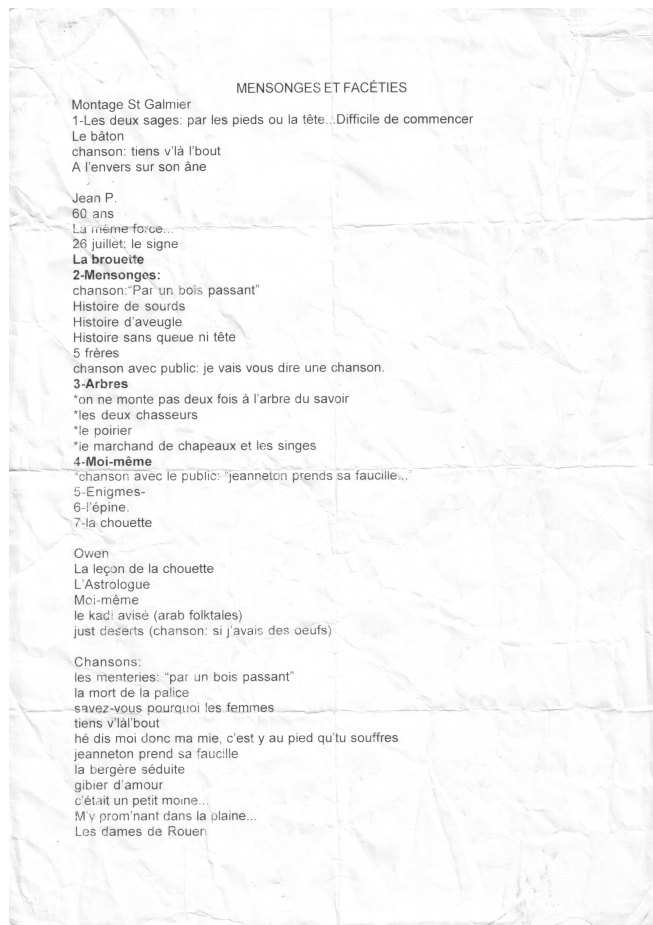 MENSONGES ET FACÉTIES
Montage St Galmier
1-Les deux sages: par les pieds ou la tête...Difficile de commencer
Le bâton
chanson: tiens v'là l'bout
A l'envers sur son âne
Jean P.
60 ans
La même force...
26 juillet: le signe
La brouette
2-Mensonges:
chanson:"Par un bois passant"
Histoire de sourds
Histoire d'aveugle
Histoire sans queue ni tête
5 frères
chanson avec public: je vais vous dire une chanson.
3-Arbres
*on ne monte pas deux fois à l'arbre du savoir
*les deux chasseurs
*le poirier
*le marchand de chapeaux et les singes
4-Moi-même
*chanson avec le public: "jeanneton prends sa faucille..."
5-Enigmes-
6-l'épine.
7-la chouette
Owen
La leçon de la chouette
L'Astrologue
Moi-même
le kadi avisé (arab folktales)
just deserts (chanson: si j'avais des oeufs)
Chansons:
les menteries: "par un bois passant"
la mort de la palice
savez-vous pourquoi les femmes
tiens v'làl'bout
hé dis moi donc ma mie, c'est y au pied qu'tu souffres
jeanneton prend sa faucille
la bergère séduite
gibier d'amour
c'était un petit moine...
M'y prom'nant dans la plaine...
Les dames de Rouen